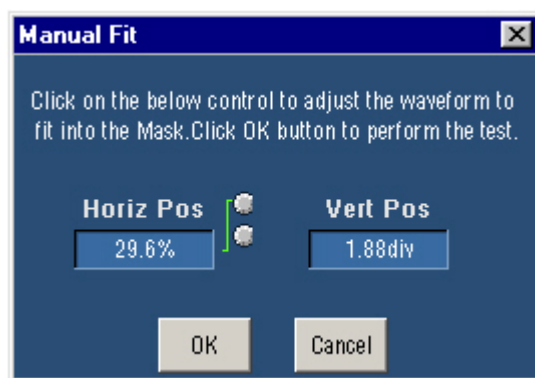 Manual Fit
Click on the below control to adjust the waveform to
fit into the Mask.Click OK button to perform the test.
Horiz Pos
Vert Pos
29.6%
1.88div
OK
Cancel